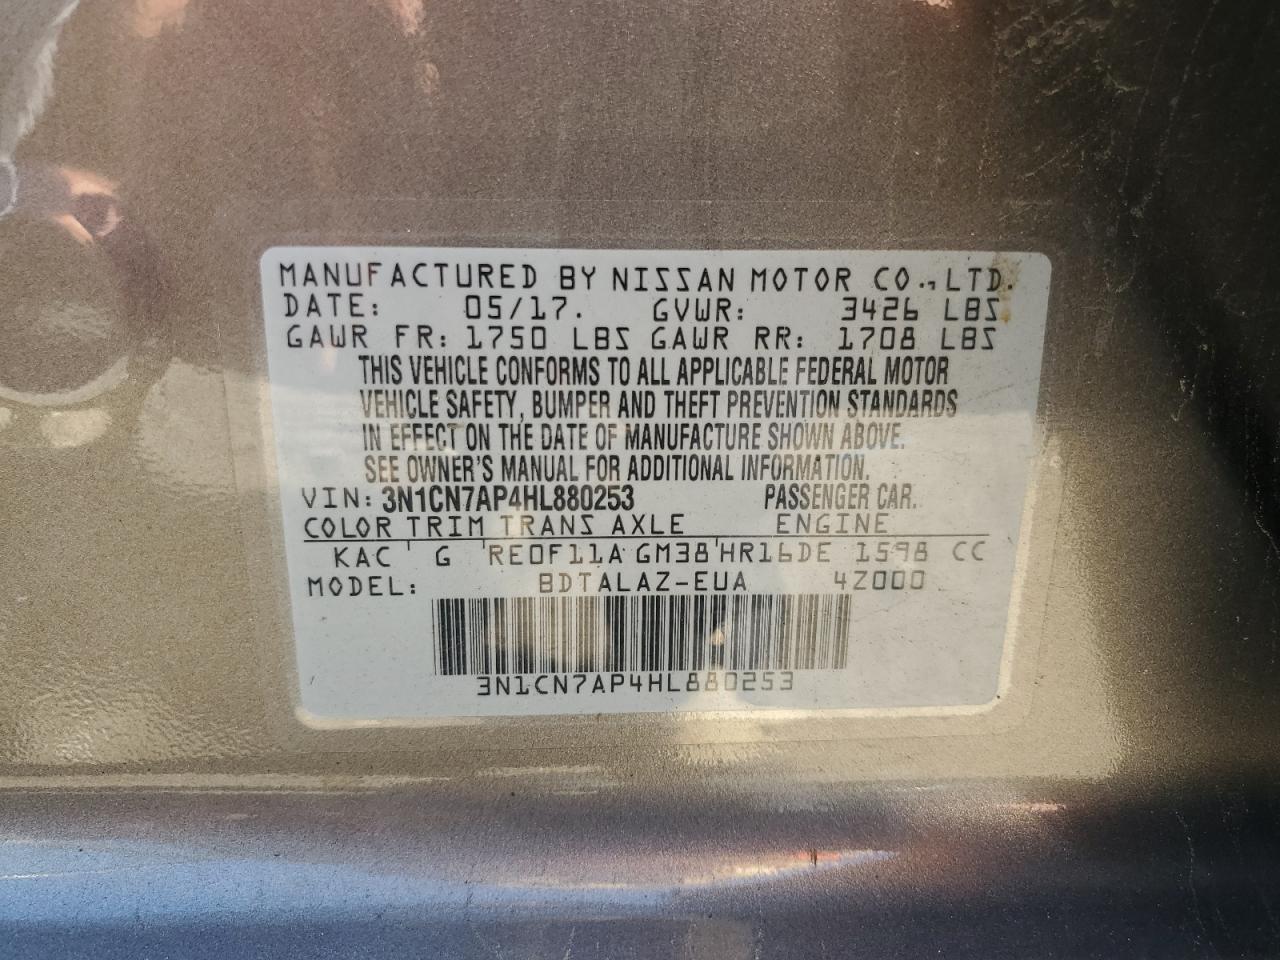 MANUFACTURED BY NISSAN MOTOR CO., LTD.
DATE: 05/17. GVWR: 3426 LBS
GAWR FR: 1750 LBS GAWR RR: 1708 LBS
THIS VEHICLE CONFORMS TO ALL APPLICABLE FEDERAL MOTOR
VEHICLE SAFETY, BUMPER AND THEFT PREVENTION STANDARDS
IN EFFECT ON THE DATE OF MANUFACTURE SHOWN ABOVE.
SEE OWNER'S MANUAL FOR ADDITIONAL INFORMATION.
VIN: 3N1CN7AP4HL880253 PASSENGER CAR.
COLOR TRIM TRANS AXLE ENGINE
KAC G RE0F11A GM38 HR16DE 1598 CC
MODEL: BDTALAZ-EUA 4Z000
3N1CN7AP4HL880253